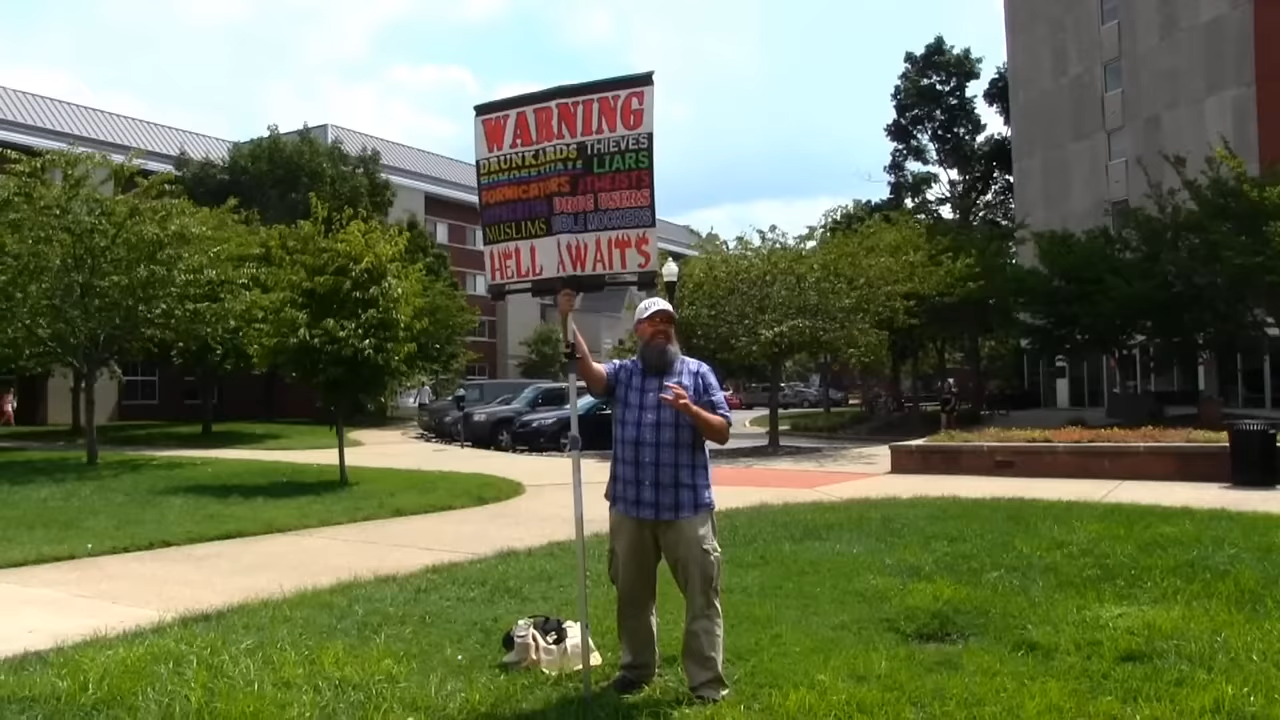 WARNING
DRUNKARDS THIEVES
HOMOSEXUALS LIARS
FORNICATORS ATHEISTS
DRUG USERS
MUSLIMS BIBLE MOCKERS
HELL AWAITS